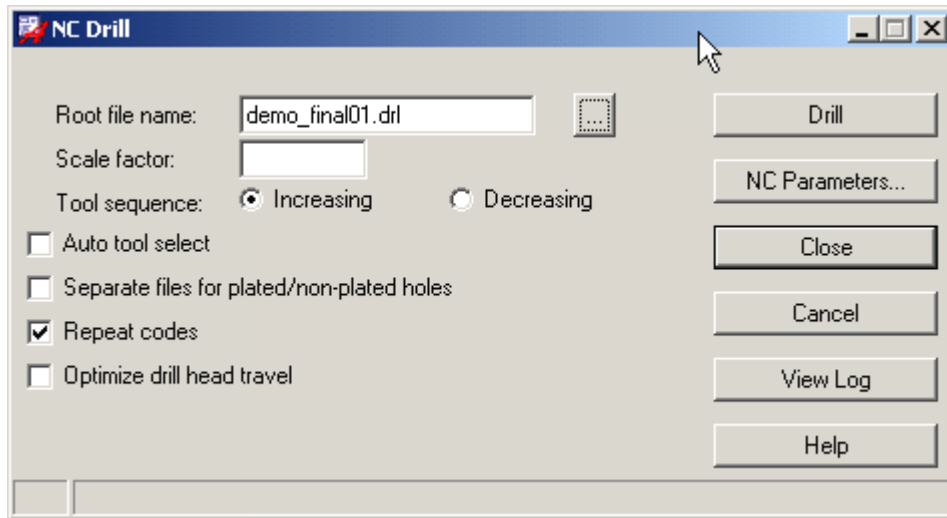 NC Drill
Root file name: demo_final01.drl ... Drill
Scale factor:
NC Parameters...
Tool sequence: Increasing Decreasing
Auto tool select
Close
Separate files for plated/non-plated holes
Cancel
Repeat codes
Optimize drill head travel
View Log
Help